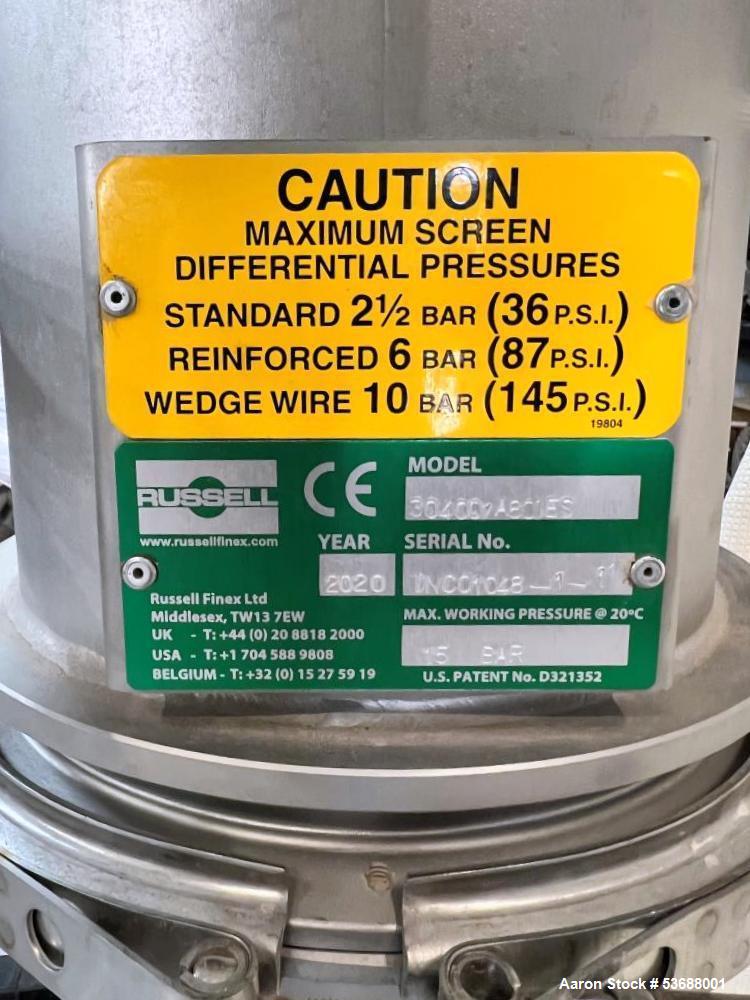 CAUTION
MAXIMUM SCREEN
DIFFERENTIAL PRESSURES
STANDARD 2½ BAR (36 P.S.I.)
REINFORCED 6 BAR (87 P.S.I.)
WEDGE WIRE 10 BAR (145 P.S.I.)
19804
RUSSELL
www.russellfinex.com
CE
MODEL
YEAR
2020
SERIAL No.
MAX. WORKING PRESSURE @ 20ºC
15 BAR
U.S. PATENT No. D321352
Russell Finex Ltd
Middlesex, TW13 7EW
UK - T: +44 (0) 20 8818 2000
USA - T: +1 704 588 9808
BELGIUM - T: +32 (0) 15 27 59 19
Aaron Stock # 53688001